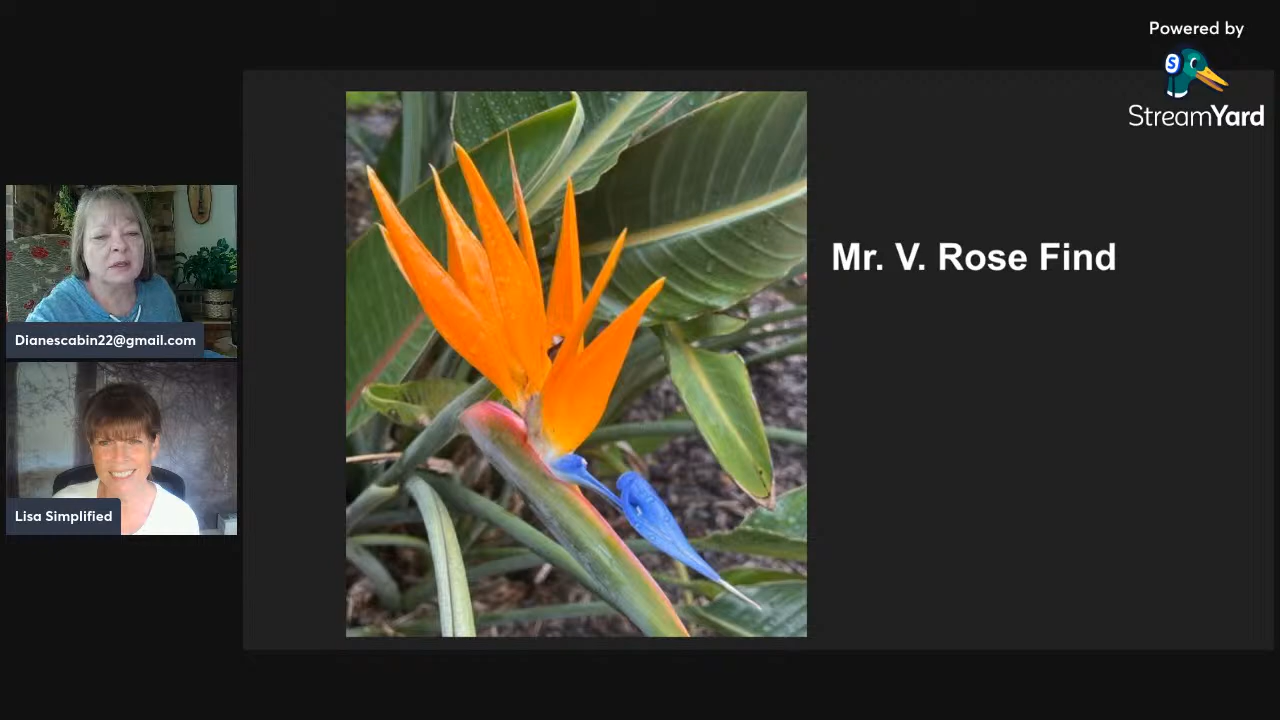 Powered by
S
StreamYard
Mr. V. Rose Find
Dianescabin22@gmail.com
Lisa Simplified